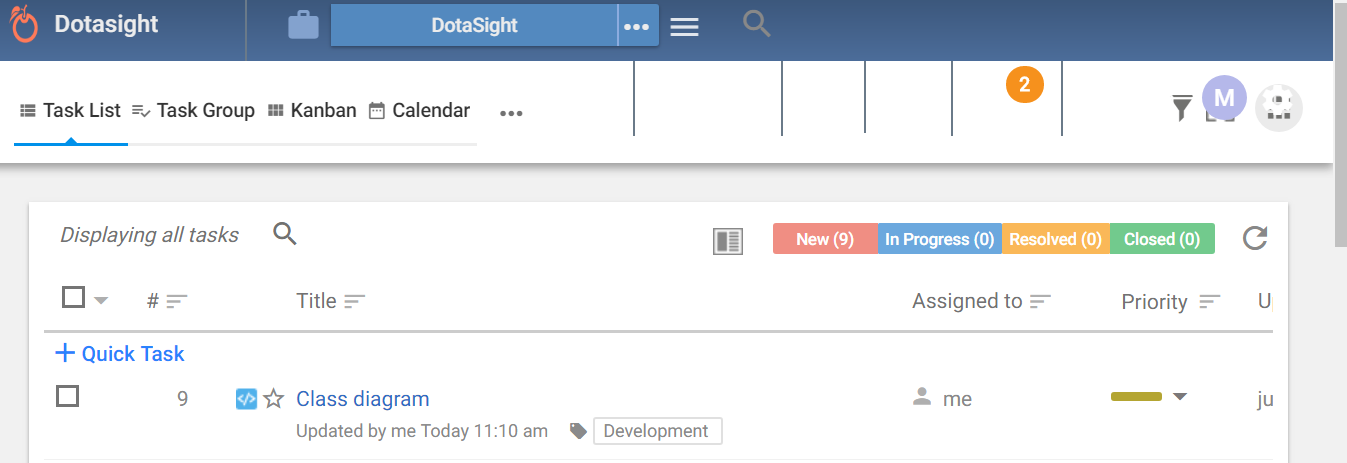 Dotasight
DotaSight
Task List Task Group Kanban Calendar
2
M
Displaying all tasks
New (9) In Progress (0) Resolved (0) Closed (0)
# Title Assigned to Priority
Quick Task
9 Class diagram me
Updated by me Today 11:10 am Development